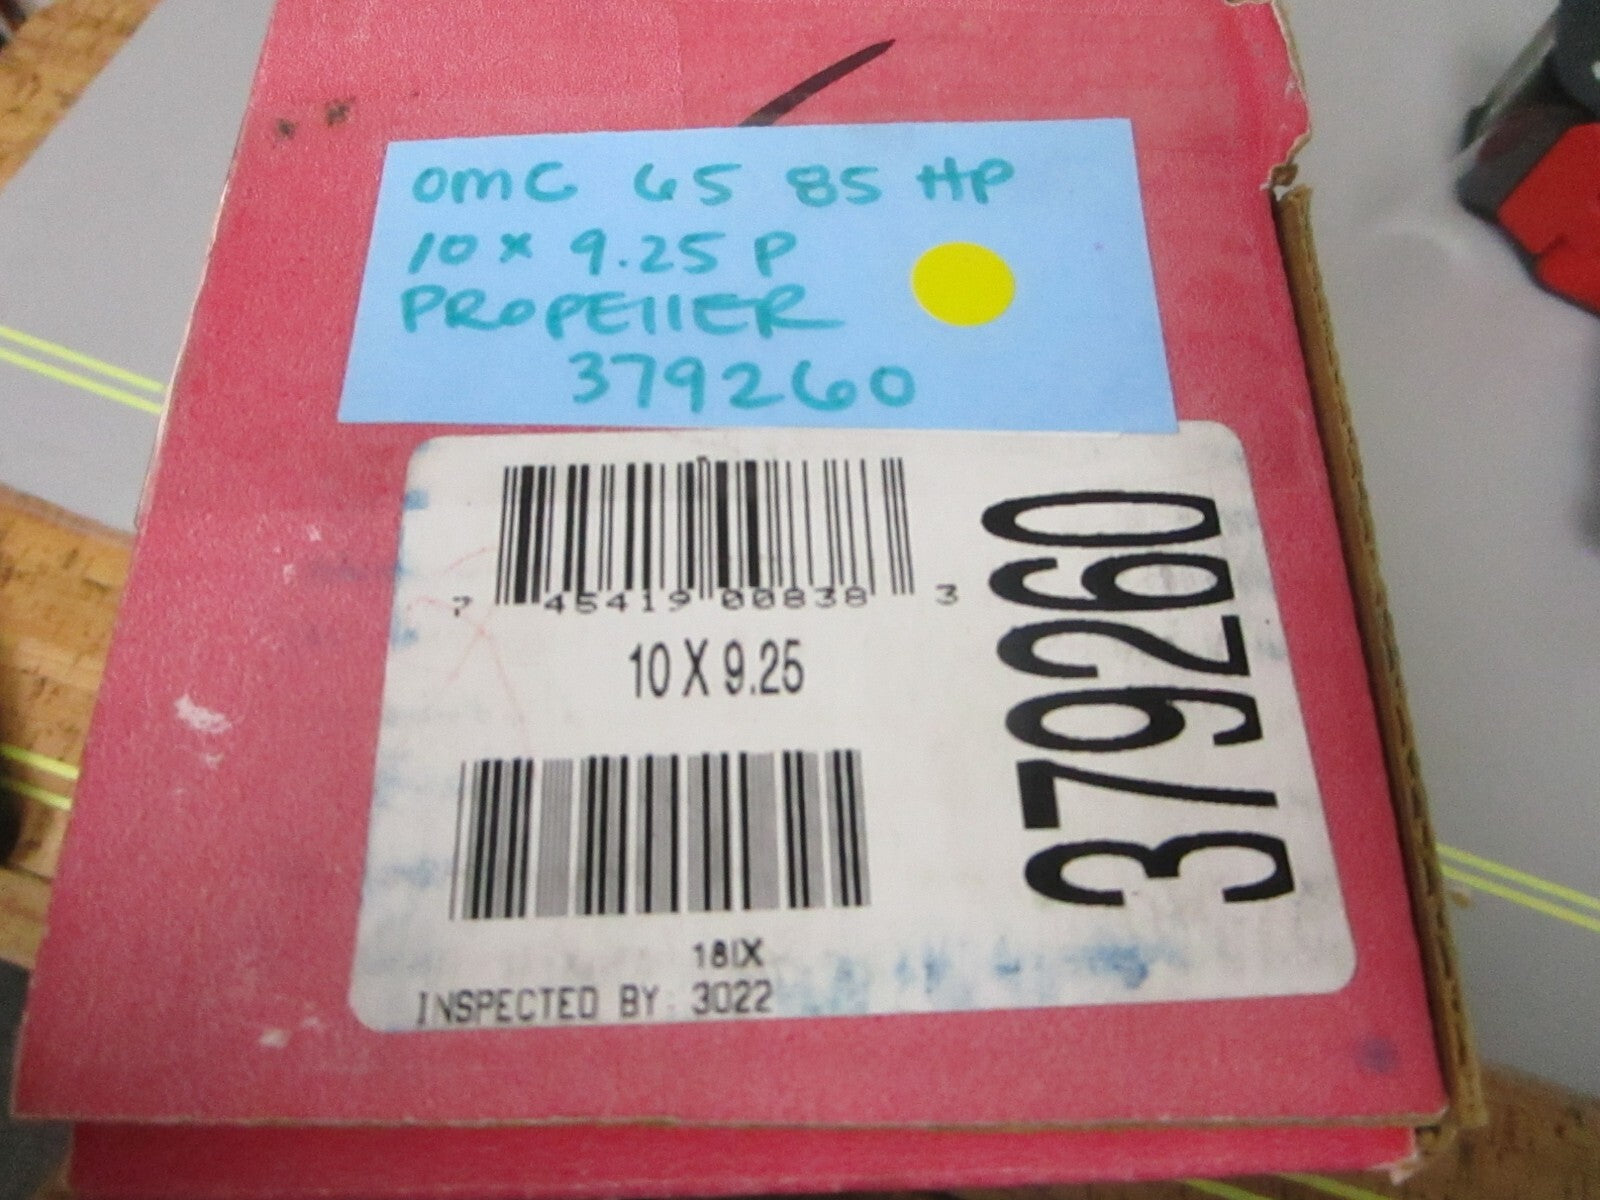 OMC 65 85 HP
10 x 9.25 P
PROPEllER
379260
7 45419 00838 3
10 X 9.25
379260
18IX
INSPECTED BY: 3022